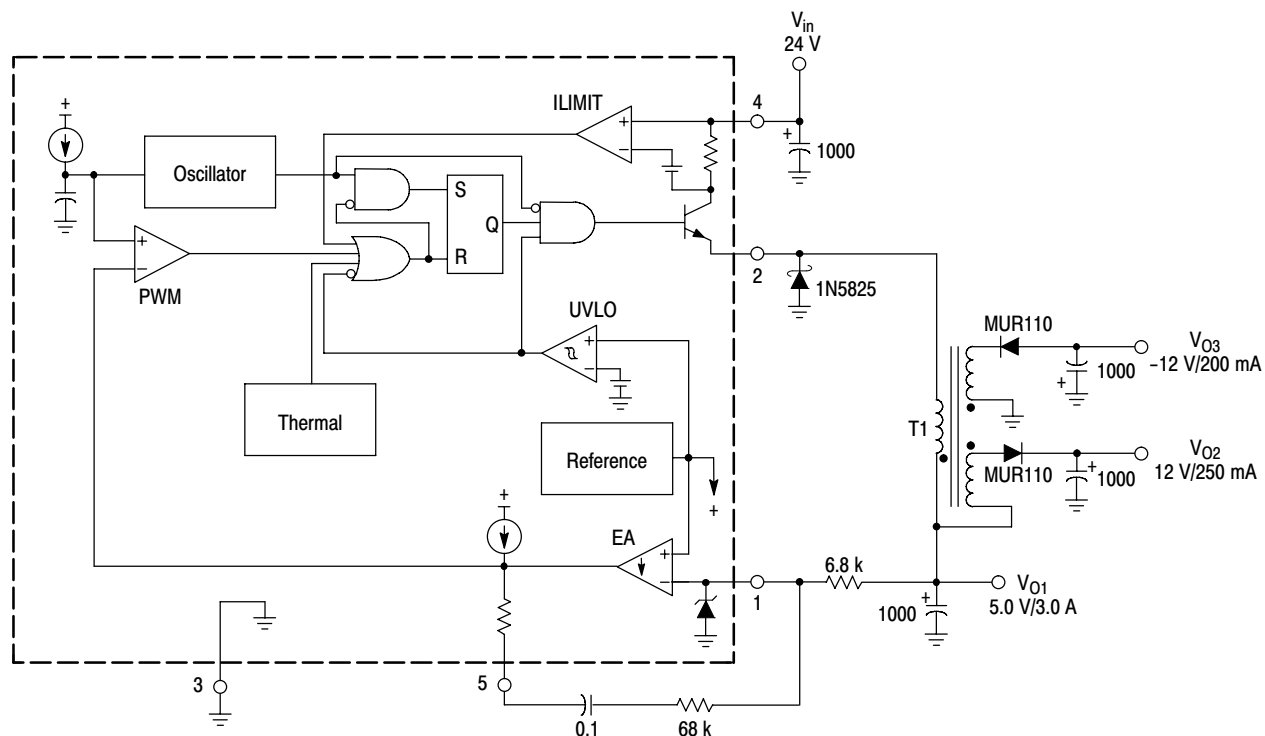 Vin
24 V
+
ILIMIT
4
+
−
+
1000
Oscillator
S
Q
R
+
−
PWM
2
1N5825
UVLO
+
−
MUR110
VO3
−12 V/200 mA
1000
+
Thermal
T1
Reference
+
MUR110
+
1000
VO2
12 V/250 mA
+
EA
+
−
1
6.8 k
+
1000
VO1
5.0 V/3.0 A
3
5
0.1
68 k